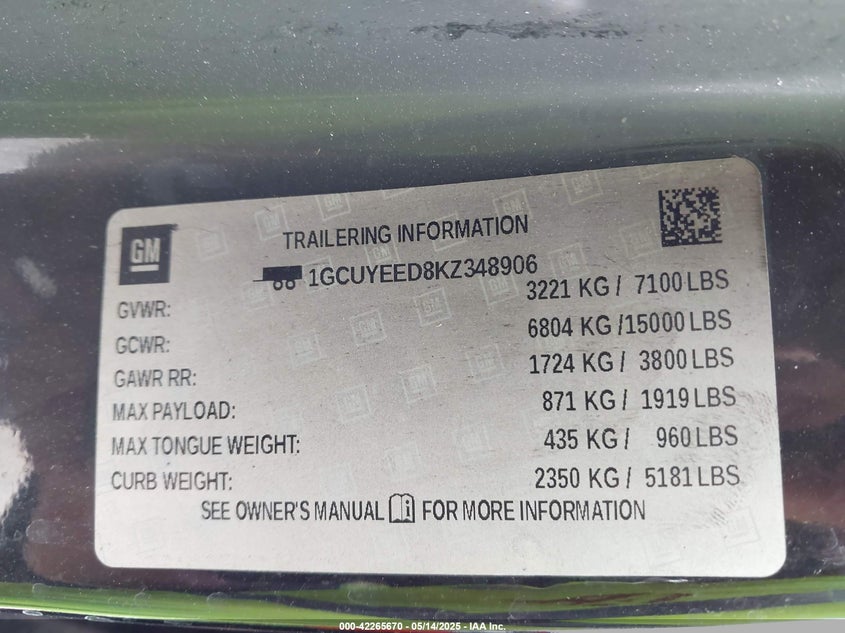 GM
TRAILERING INFORMATION
1GCUYEED8KZ348906
GVWR: 3221 KG / 7100 LBS
GCWR: 6804 KG /15000 LBS
GAWR RR: 1724 KG / 3800 LBS
MAX PAYLOAD: 871 KG / 1919 LBS
MAX TONGUE WEIGHT: 435 KG / 960 LBS
CURB WEIGHT: 2350 KG / 5181 LBS
SEE OWNER'S MANUAL i FOR MORE INFORMATION
000-42265670 - 05/14/2025 - IAA Inc.